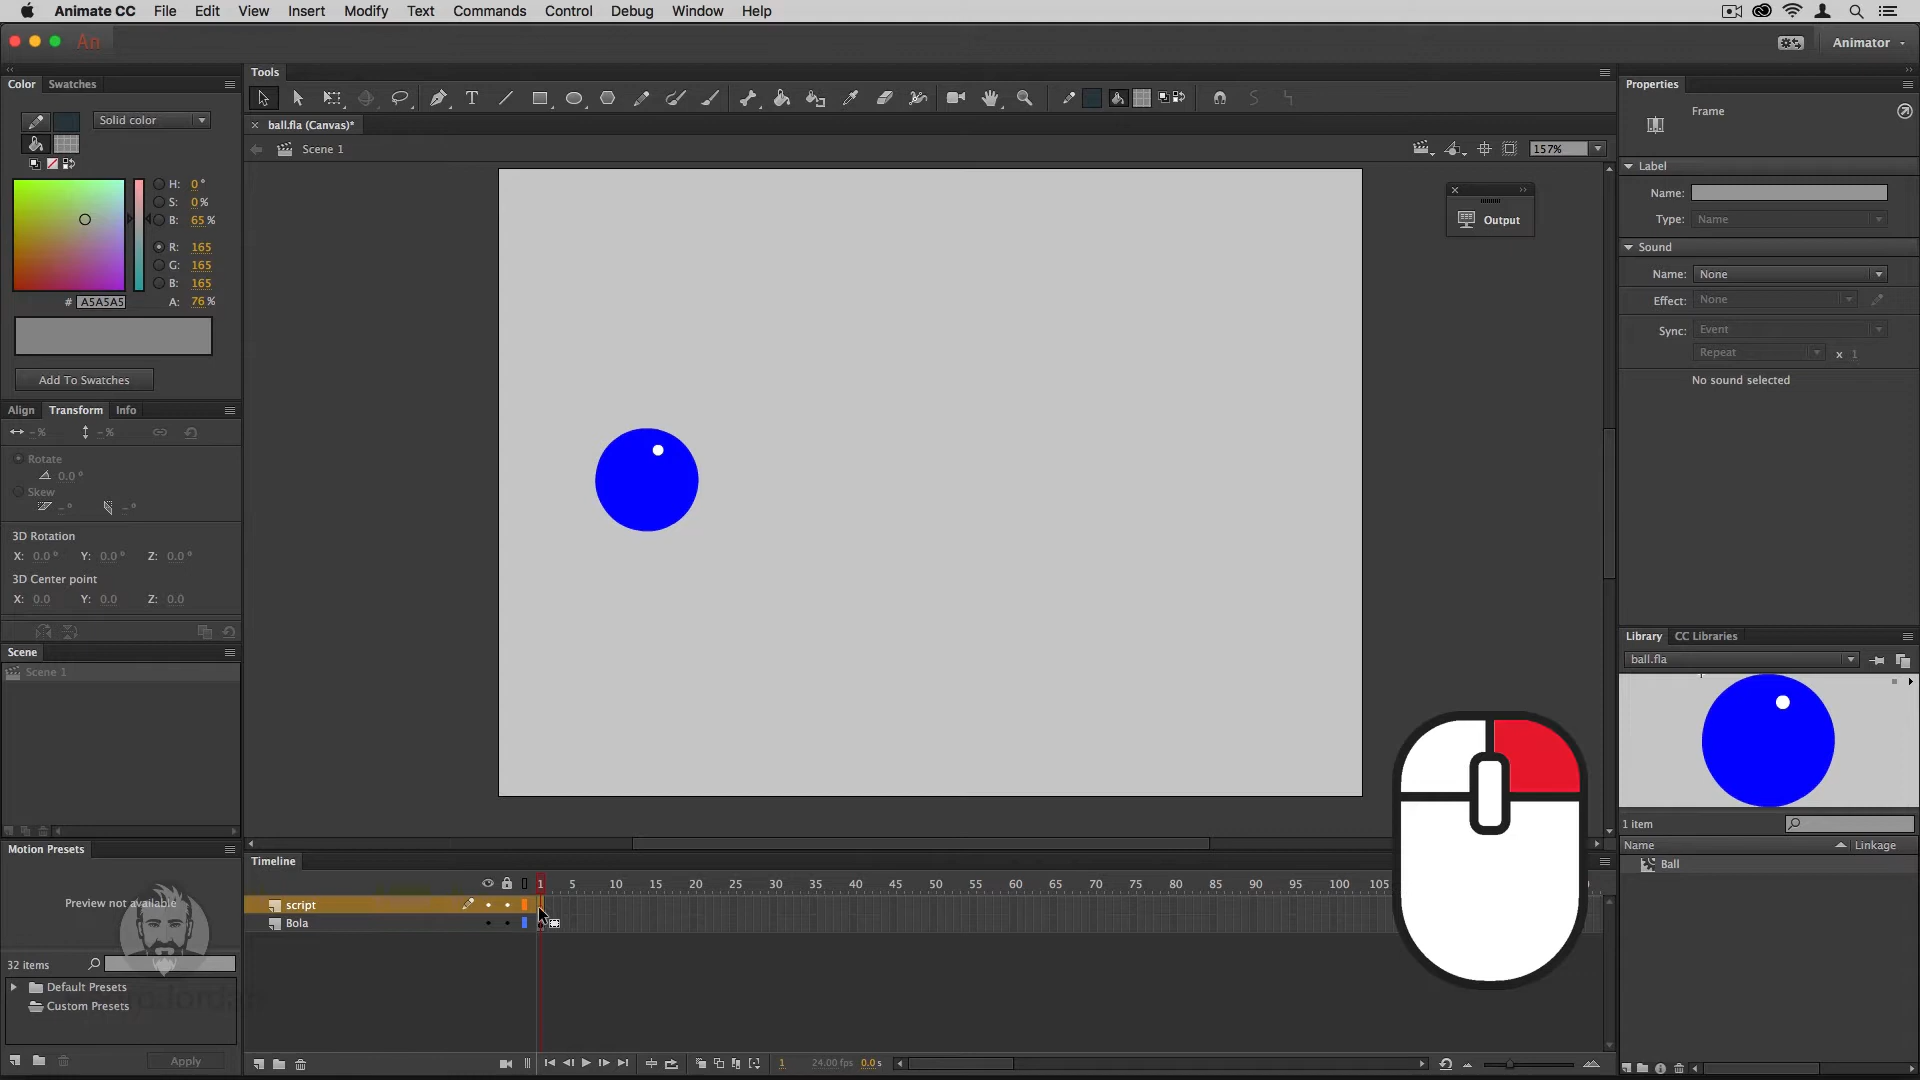 Animate CC File Edit View Insert Modify Text Commands Control Debug Window Help
An
Animator
Color Swatches
Solid color
H: 0 °
S: 0 %
B: 65 %
R: 165
G: 165
B: 165
# A5A5A5 A: 76 %
Add To Swatches
Align Transform Info
- % - %
Rotate
0.0 °
Skew
- ° - °
3D Rotation
X: 0.0 ° Y: 0.0 ° Z: 0.0 °
3D Center point
X: 0.0 Y: 0.0 Z: 0.0
Scene
Scene 1
Motion Presets
Preview not available
32 items
Default Presets
Custom Presets
Apply
Tools
ball.fla (Canvas)*
Scene 1
157%
Output
Timeline
1 5 10 15 20 25 30 35 40 45 50 55 60 65 70 75 80 85 90 95 100 105
script
Bola
1 24.00 fps 0.0 s
Properties
Frame
Label
Name:
Type: Name
Sound
Name: None
Effect: None
Sync: Event
Repeat x 1
No sound selected
Library CC Libraries
ball.fla
1 item
Name Linkage
Ball